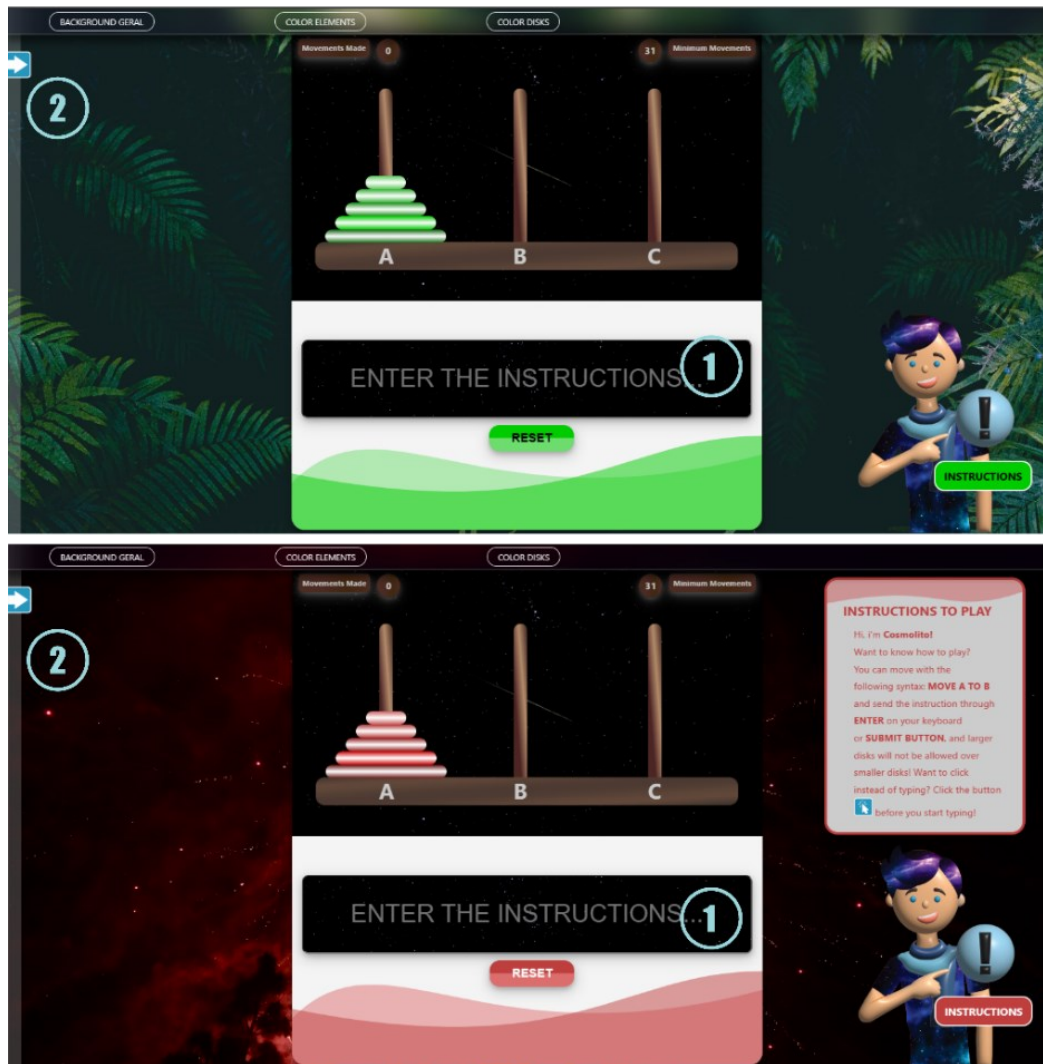 BACKGROUND GERAL
COLOR ELEMENTS
COLOR DISKS
Movements Made
0
31
Minimum Movements
2
A
B
C
ENTER THE INSTRUCTIONS...
1
RESET
!
INSTRUCTIONS
BACKGROUND GERAL
COLOR ELEMENTS
COLOR DISKS
Movements Made
0
31
Minimum Movements
2
A
B
C
INSTRUCTIONS TO PLAY
Hi, i'm Cosmolito!
Want to know how to play?
You can move with the
following syntax: MOVE A TO B
and send the instruction through
ENTER on your keyboard
or SUBMIT BUTTON, and larger
disks will not be allowed over
smaller disks! Want to click
instead of typing? Click the button
before you start typing!
ENTER THE INSTRUCTIONS...
1
RESET
!
INSTRUCTIONS